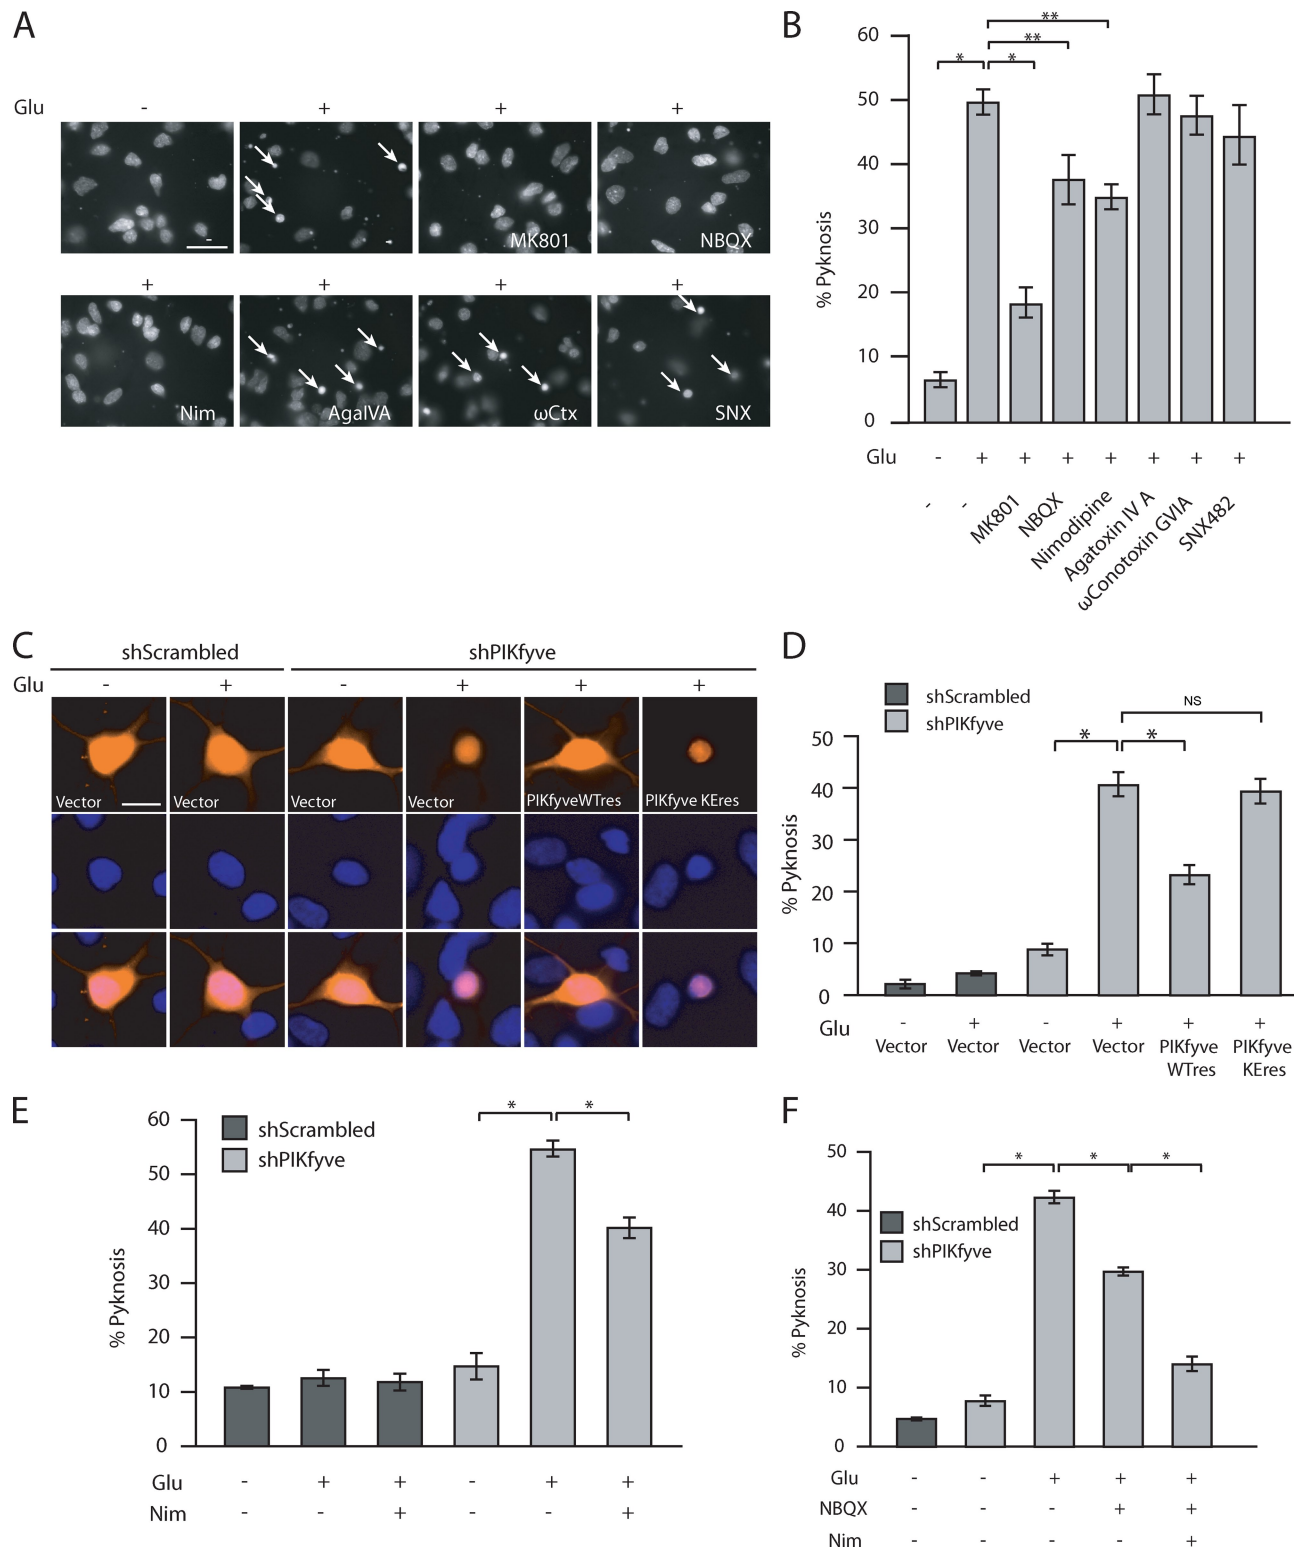 A
Glu - + + +
-
MK801
NBQX
+ + + +
Nim
AgaIVA
ωCtx
SNX
B
60
50
40
30
20
10
0
% Pyknosis
* * ** **
Glu - + + + + + + +
-
-
MK801
NBQX
Nimodipine
Agatoxin IV A
ωConotoxin GVIA
SNX482
C
shScrambled shPIKfyve
Glu - + - + + +
Vector Vector Vector Vector PIKfyveWTres PIKfyve KEres
D
shScrambled
shPIKfyve
NS
* *
50
40
30
20
10
0
% Pyknosis
Glu - + - + + +
Vector Vector Vector Vector PIKfyve PIKfyve
WTres KEres
E
shScrambled
shPIKfyve
* *
60
50
40
30
20
10
0
% Pyknosis
Glu - + + - + +
Nim - - + - - +
F
shScrambled
shPIKfyve
* * *
50
40
30
20
10
0
% Pyknosis
Glu - - + + +
NBQX - - - + +
Nim - - - - +